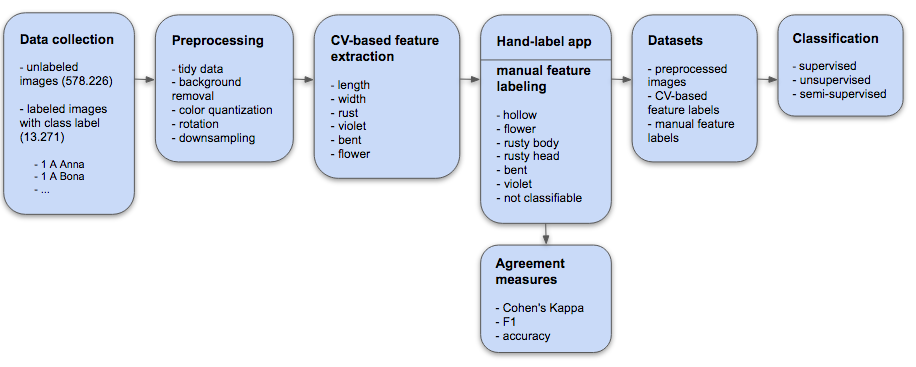 Data collection
- unlabeled
images (578.226)
- labeled images
with class label
(13.271)
- 1 A Anna
- 1 A Bona
- ...
Preprocessing
- tidy data
- background
removal
- color quantization
- rotation
- downsampling
CV-based feature
extraction
- length
- width
- rust
- violet
- bent
- flower
Hand-label app
manual feature
labeling
- hollow
- flower
- rusty body
- rusty head
- bent
- violet
- not classifiable
Agreement
measures
- Cohen's Kappa
- F1
- accuracy
Datasets
- preprocessed
images
- CV-based
feature labels
- manual feature
labels
Classification
- supervised
- unsupervised
- semi-supervised